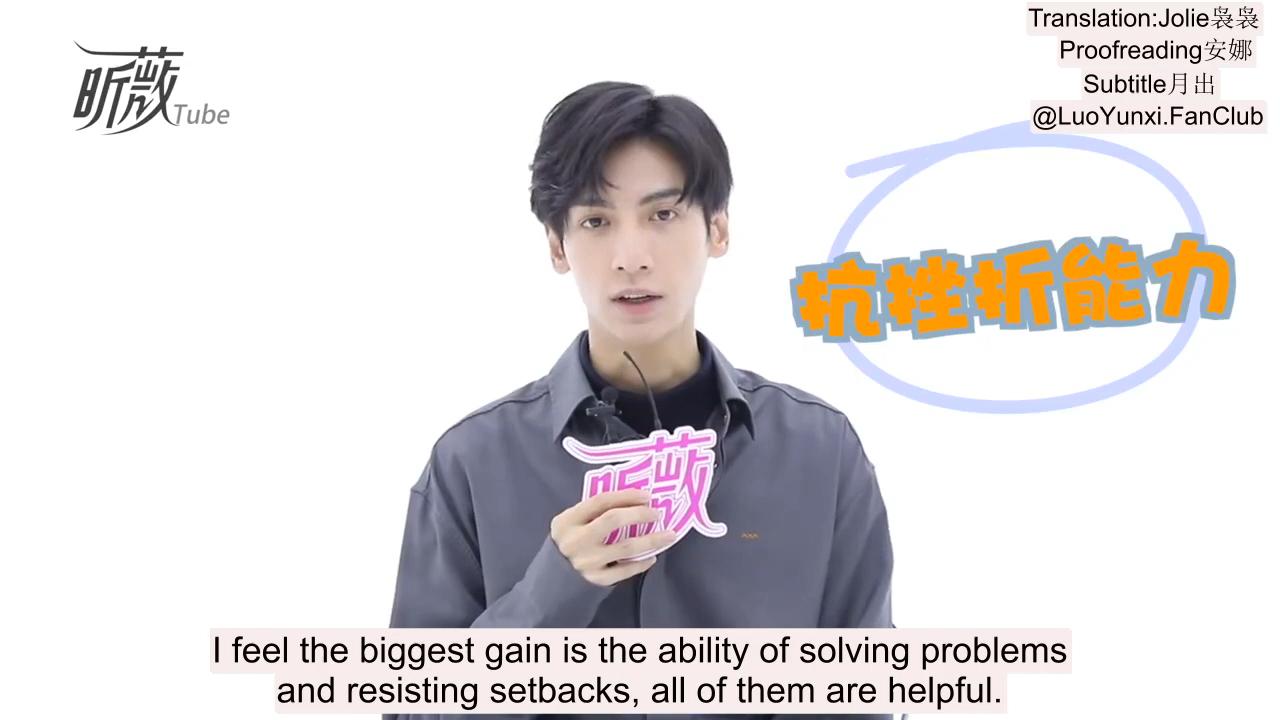 昕薇Tube
Translation:Jolie袅袅
Proofreading安娜
Subtitle月出
@LuoYunxi.FanClub
抗挫折能力
昕薇
I feel the biggest gain is the ability of solving problems
and resisting setbacks, all of them are helpful.